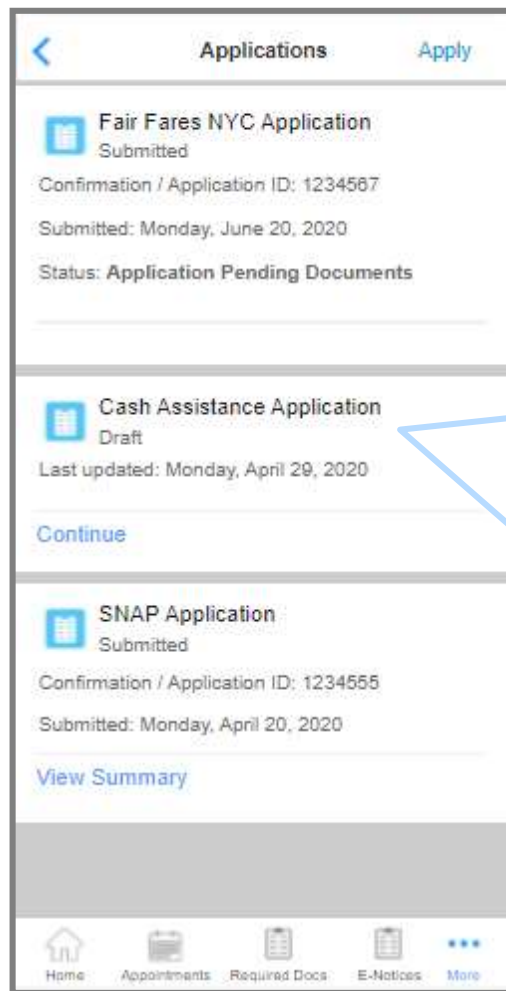 Applications
Apply
Fair Fares NYC Application
Submitted
Confirmation / Application ID: 1234567
Submitted: Monday, June 20, 2020
Status: Application Pending Documents
Cash Assistance Application
Draft
Last updated: Monday, April 29, 2020
Continue
SNAP Application
Submitted
Confirmation / Application ID: 1234555
Submitted: Monday, April 20, 2020
View Summary
Home Appointments Required Docs E-Notices More